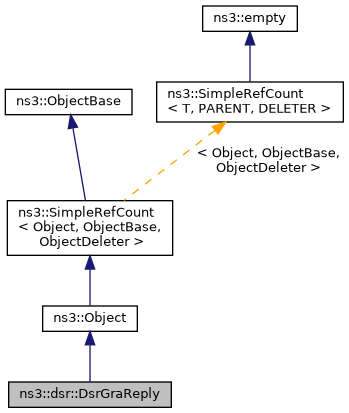 ns3::empty
ns3::ObjectBase
ns3::SimpleRefCount
< T, PARENT, DELETER >
< Object, ObjectBase,
ObjectDeleter >
ns3::SimpleRefCount
< Object, ObjectBase,
ObjectDeleter >
ns3::Object
ns3::dsr::DsrGraReply